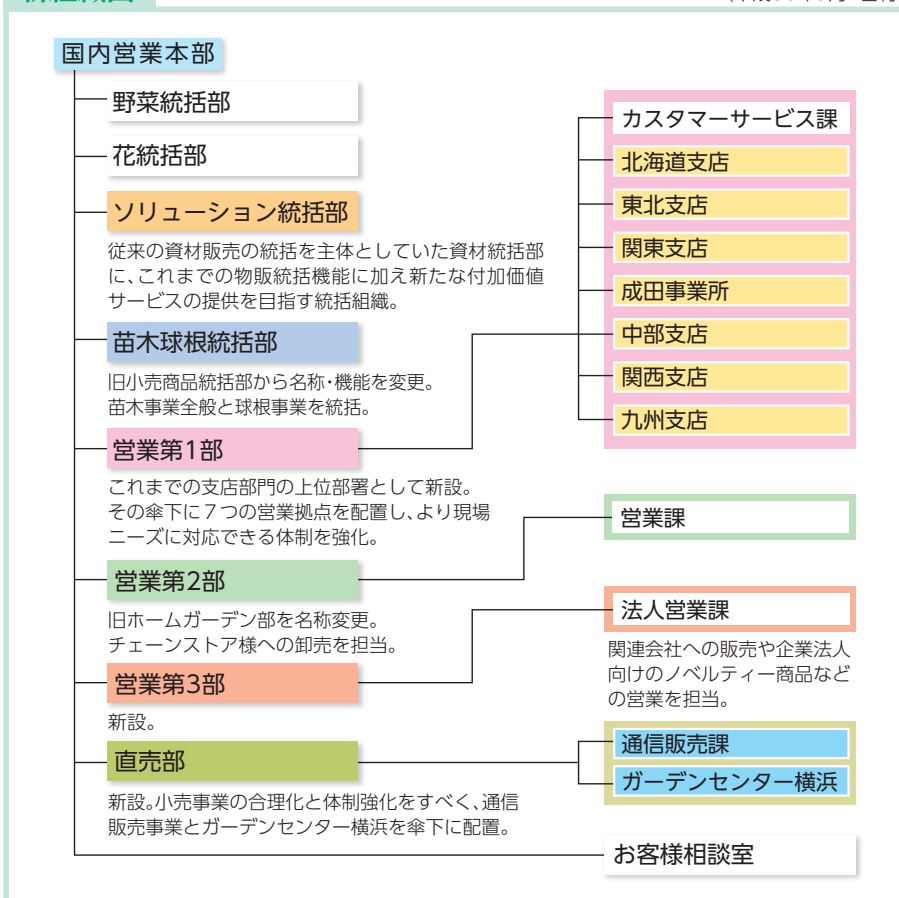 国内営業本部
野菜統括部
花統括部
ソリューション統括部
従来の資材販売の統括を主体としていた資材統括部
に、これまでの物販統括機能に加え新たな付加価値
サービスの提供を目指す統括組織。
苗木球根統括部
旧小売商品統括部から名称・機能を変更。
苗木事業全般と球根事業を統括。
営業第1部
これまでの支店部門の上位部署として新設。
その傘下に7つの営業拠点を配置し、より現場
ニーズに対応できる体制を強化。
営業第2部
旧ホームガーデン部を名称変更。
チェーンストア様への卸売を担当。
営業第3部
新設。
直売部
新設。小売事業の合理化と体制強化をすべく、通信
販売事業とガーデンセンター横浜を傘下に配置。
カスタマーサービス課
北海道支店
東北支店
関東支店
成田事業所
中部支店
関西支店
九州支店
営業課
法人営業課
関連会社への販売や企業法人
向けのノベルティー商品など
の営業を担当。
通信販売課
ガーデンセンター横浜
お客様相談室